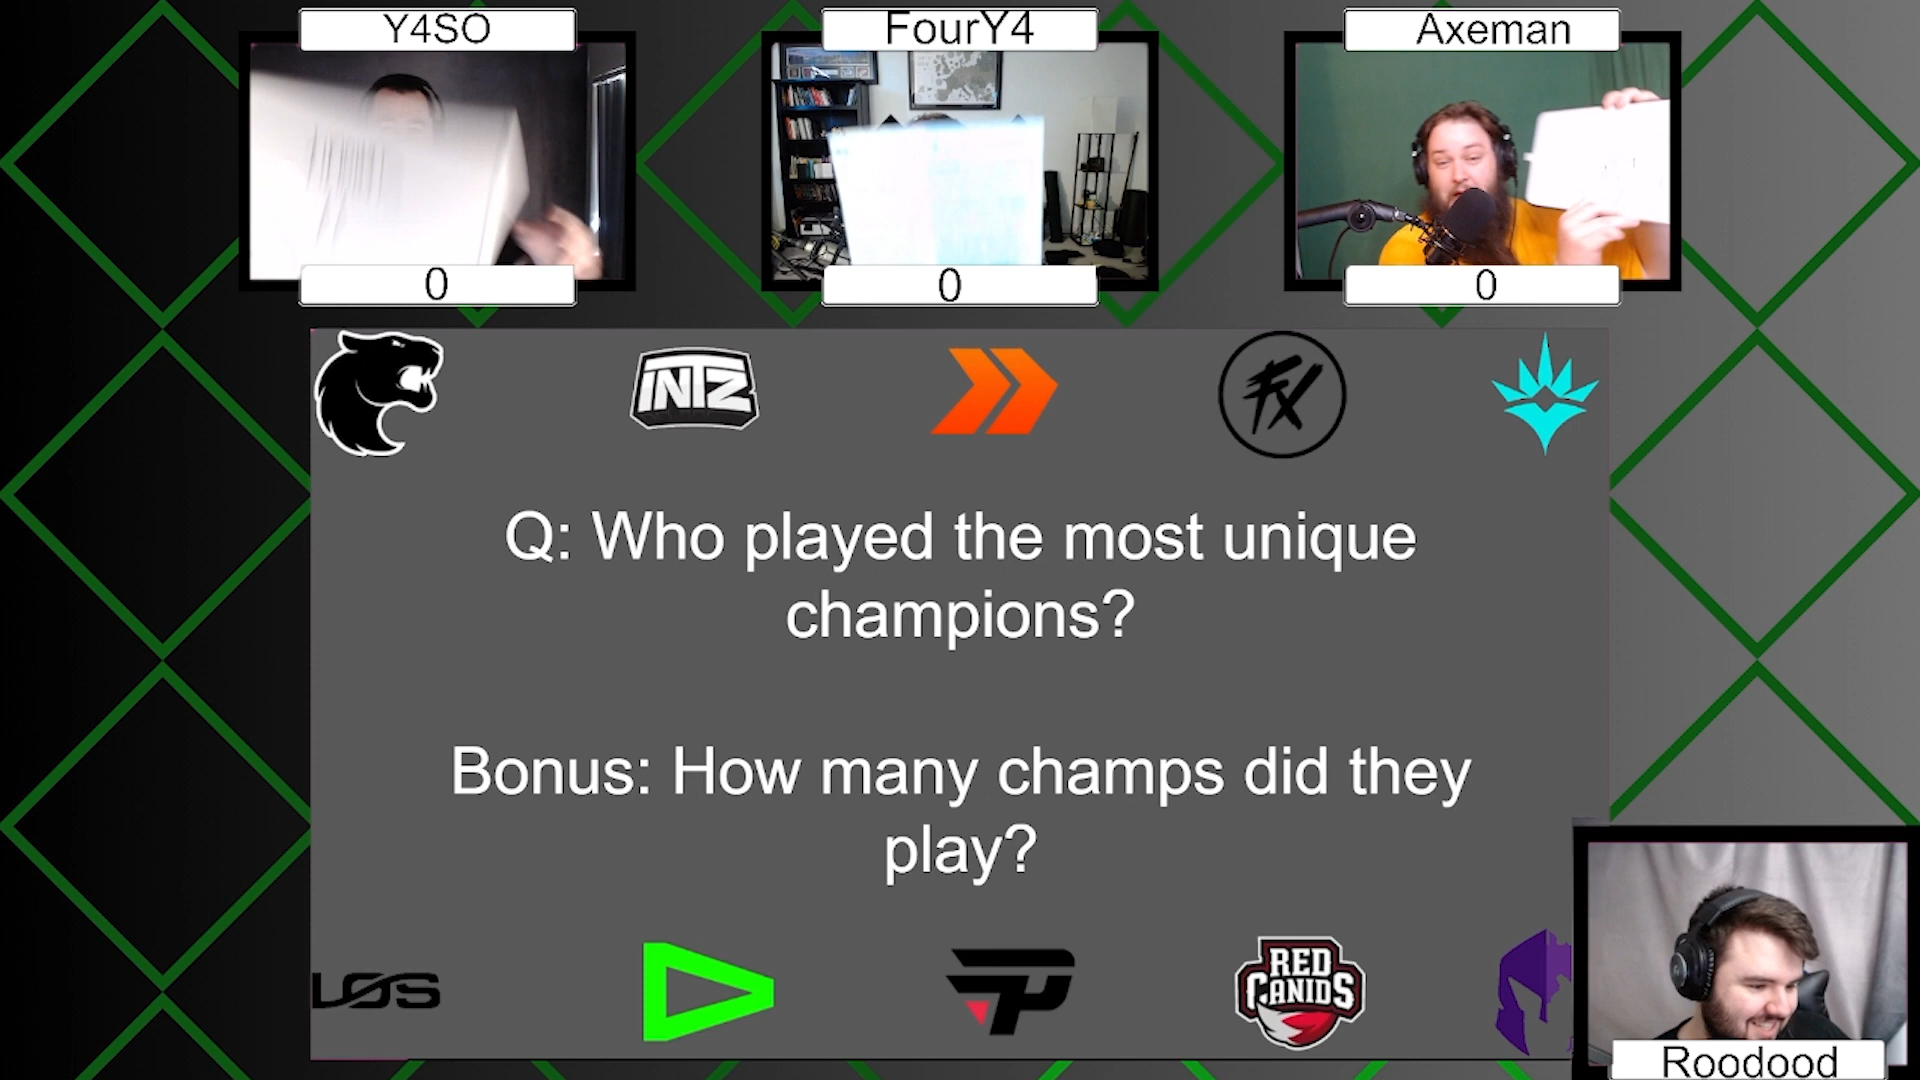 Y4SO
FourY4
Axeman
0
0
0
INTZ
FX
Q: Who played the most unique
champions?
Bonus: How many champs did they
play?
LOS
RED
CANIDS
Roodood